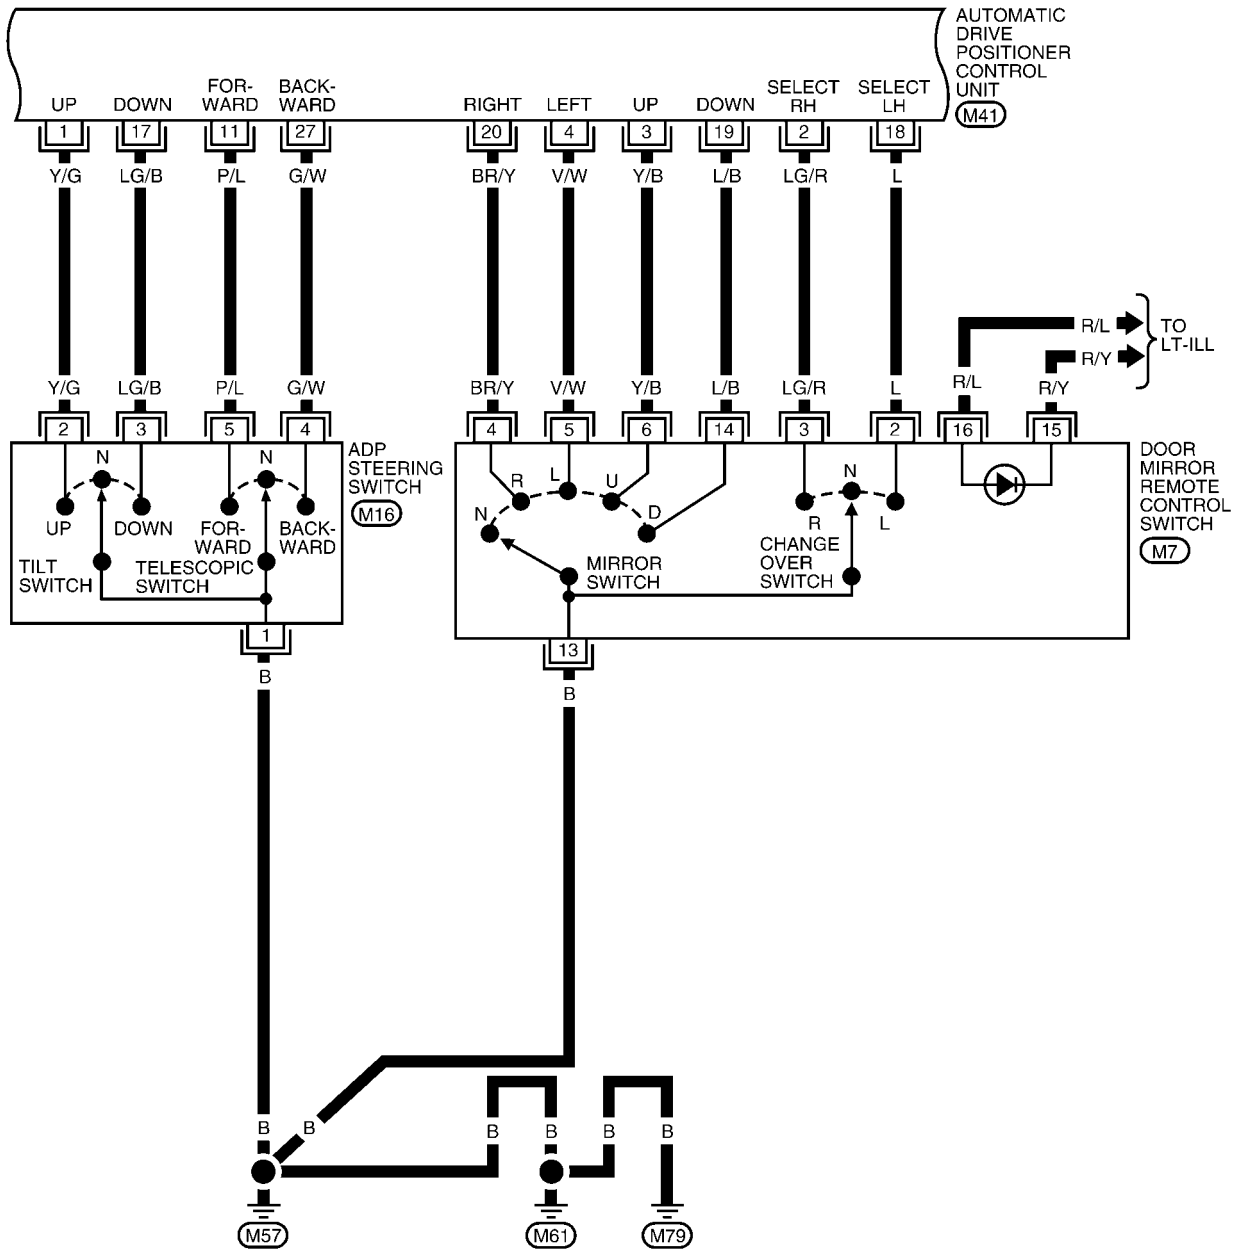 AUTOMATIC
DRIVE
POSITIONER
CONTROL
UNIT
M41
UP
DOWN
FOR-
WARD
BACK-
WARD
RIGHT
LEFT
UP
DOWN
SELECT
RH
SELECT
LH
1
17
11
27
20
4
3
19
2
18
Y/G
LG/B
P/L
G/W
BR/Y
V/W
Y/B
L/B
LG/R
L
R/L
R/Y
TO
LT-ILL
Y/G
LG/B
P/L
G/W
BR/Y
V/W
Y/B
L/B
LG/R
L
R/L
R/Y
2
3
5
4
4
5
6
14
3
2
16
15
ADP
STEERING
SWITCH
M16
N
UP
DOWN
TILT
SWITCH
N
FOR-
WARD
BACK-
WARD
TELESCOPIC
SWITCH
1
B
DOOR
MIRROR
REMOTE
CONTROL
SWITCH
M7
N
R
L
U
D
MIRROR
SWITCH
N
R
L
CHANGE
OVER
SWITCH
13
B
B
B
B
B
B
B
M57
M61
M79